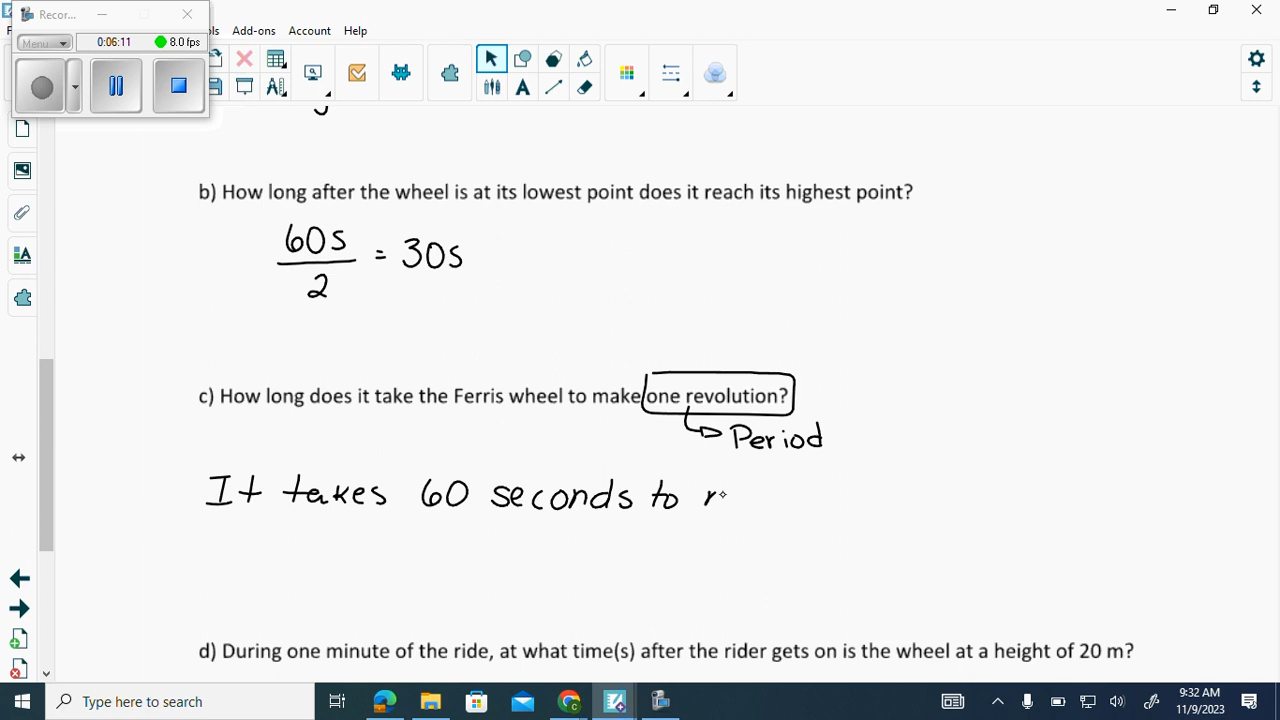 Recor...
Menu 0:06:11 8.0 fps
ols Add-ons Account Help
b) How long after the wheel is at its lowest point does it reach its highest point?
60s
2
= 30s
c) How long does it take the Ferris wheel to make one revolution?
Period
It takes 60 seconds to r
d) During one minute of the ride, at what time(s) after the rider gets on is the wheel at a height of 20 m?
Type here to search
9:32 AM
11/9/2023